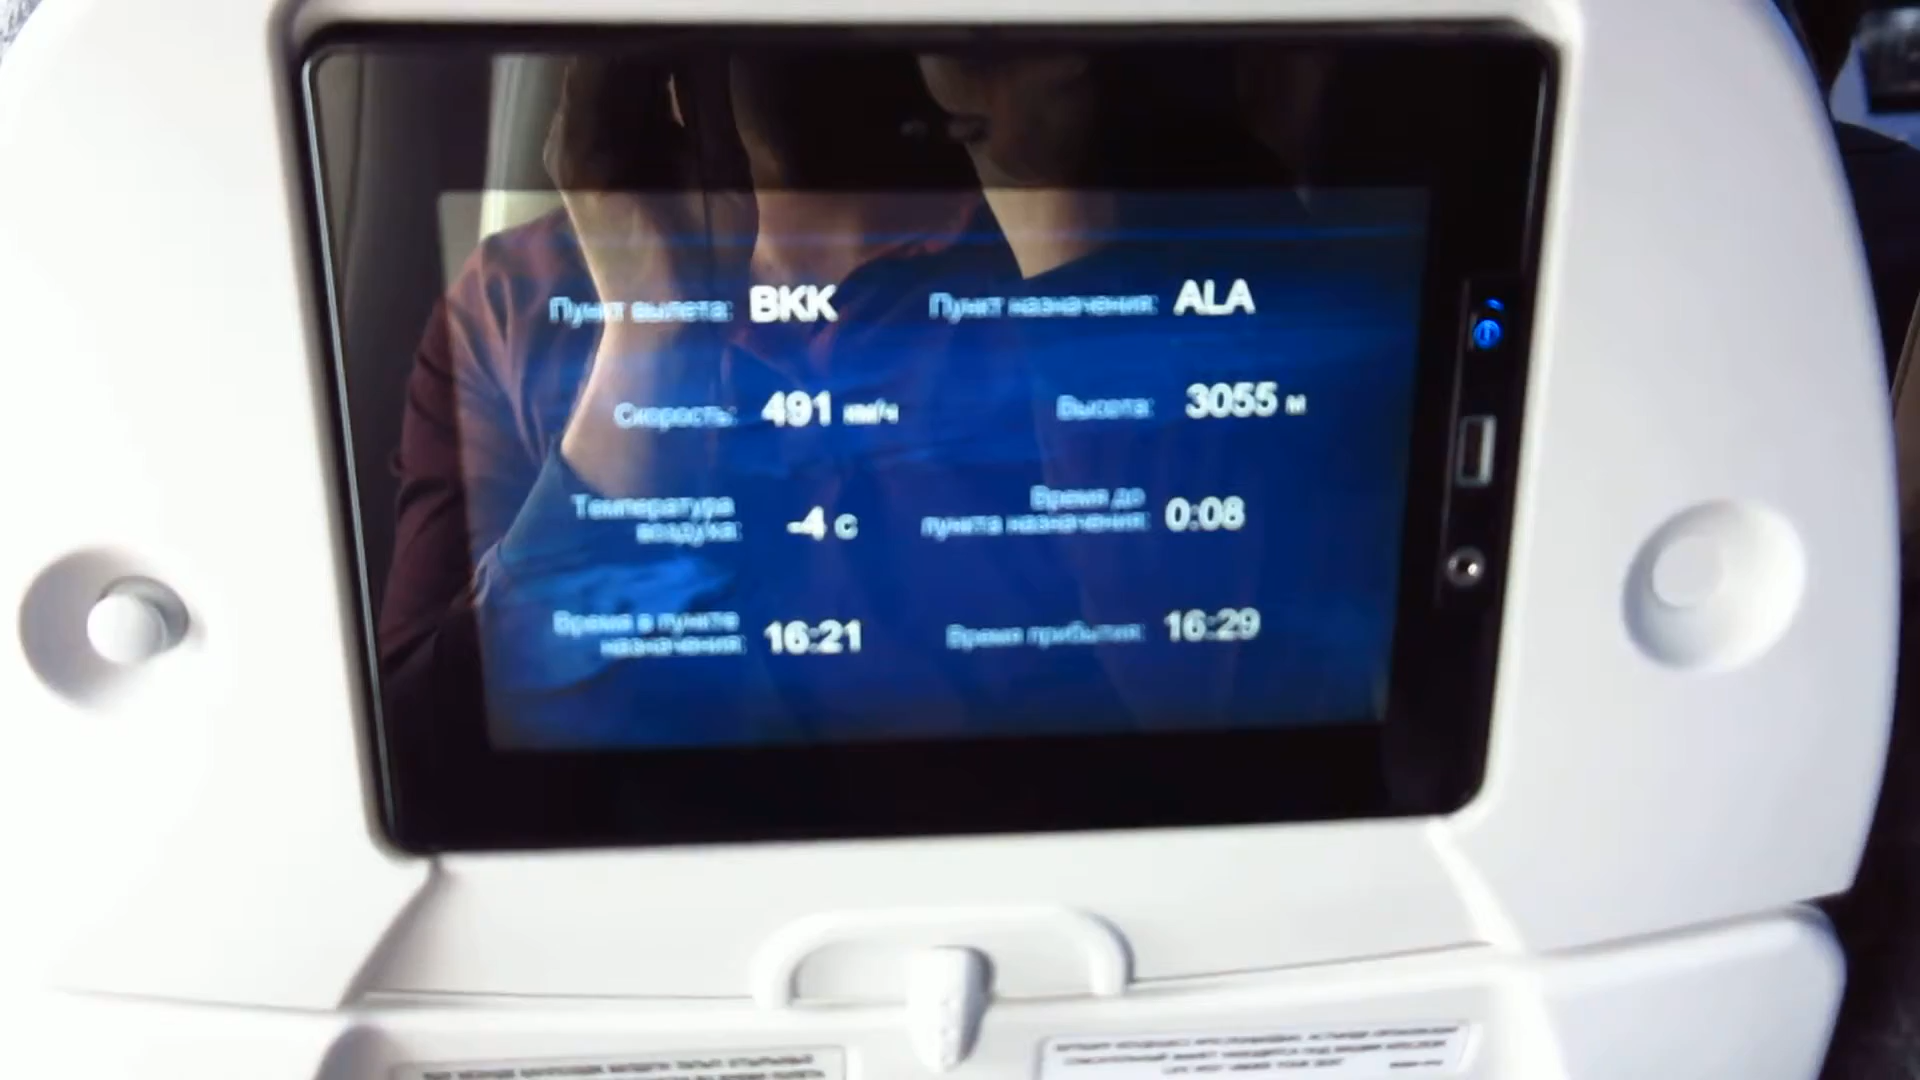 Пункт вылета: BKK Пункт назначения: ALA
Скорость: 491 км/ч Высота: 3055 м
Температура воздуха: -4 C Время до пункта назначения: 0:08
Время в пункте назначения: 16:21 Время прибытия: 16:29